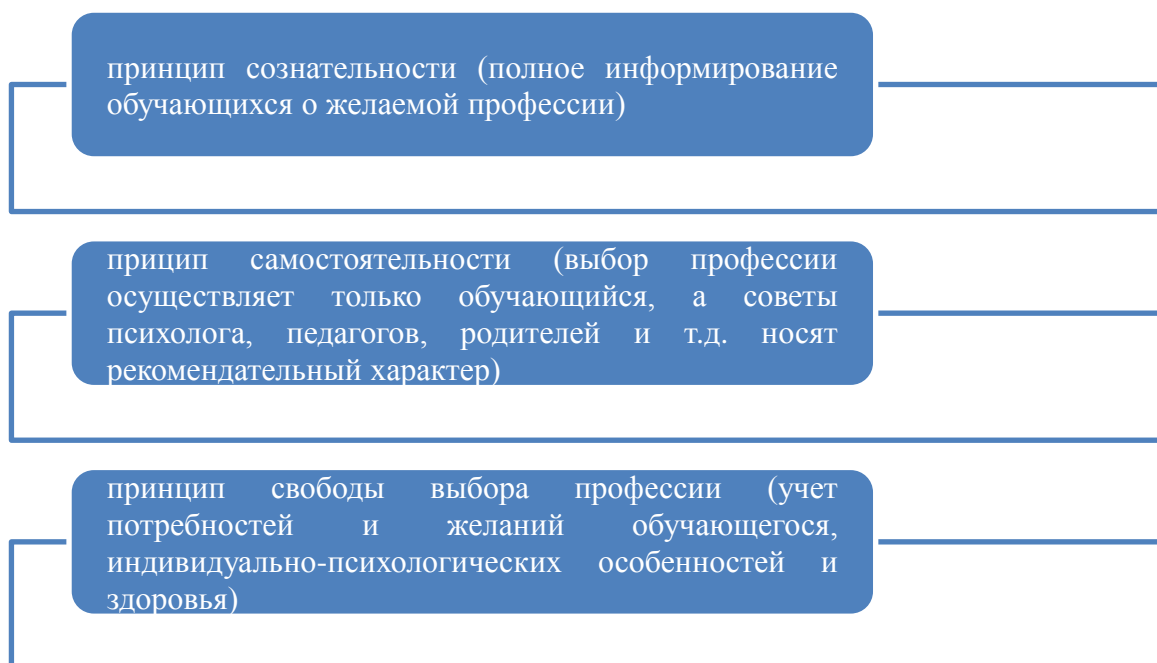 принцип сознательности (полное информирование
обучающихся о желаемой профессии)
прицип самостоятельности (выбор профессии
осуществляет только обучающийся, а советы
психолога, педагогов, родителей и т.д. носят
рекомендательный характер)
принцип свободы выбора профессии (учет
потребностей и желаний обучающегося,
индивидуально-психологических особенностей и
здоровья)